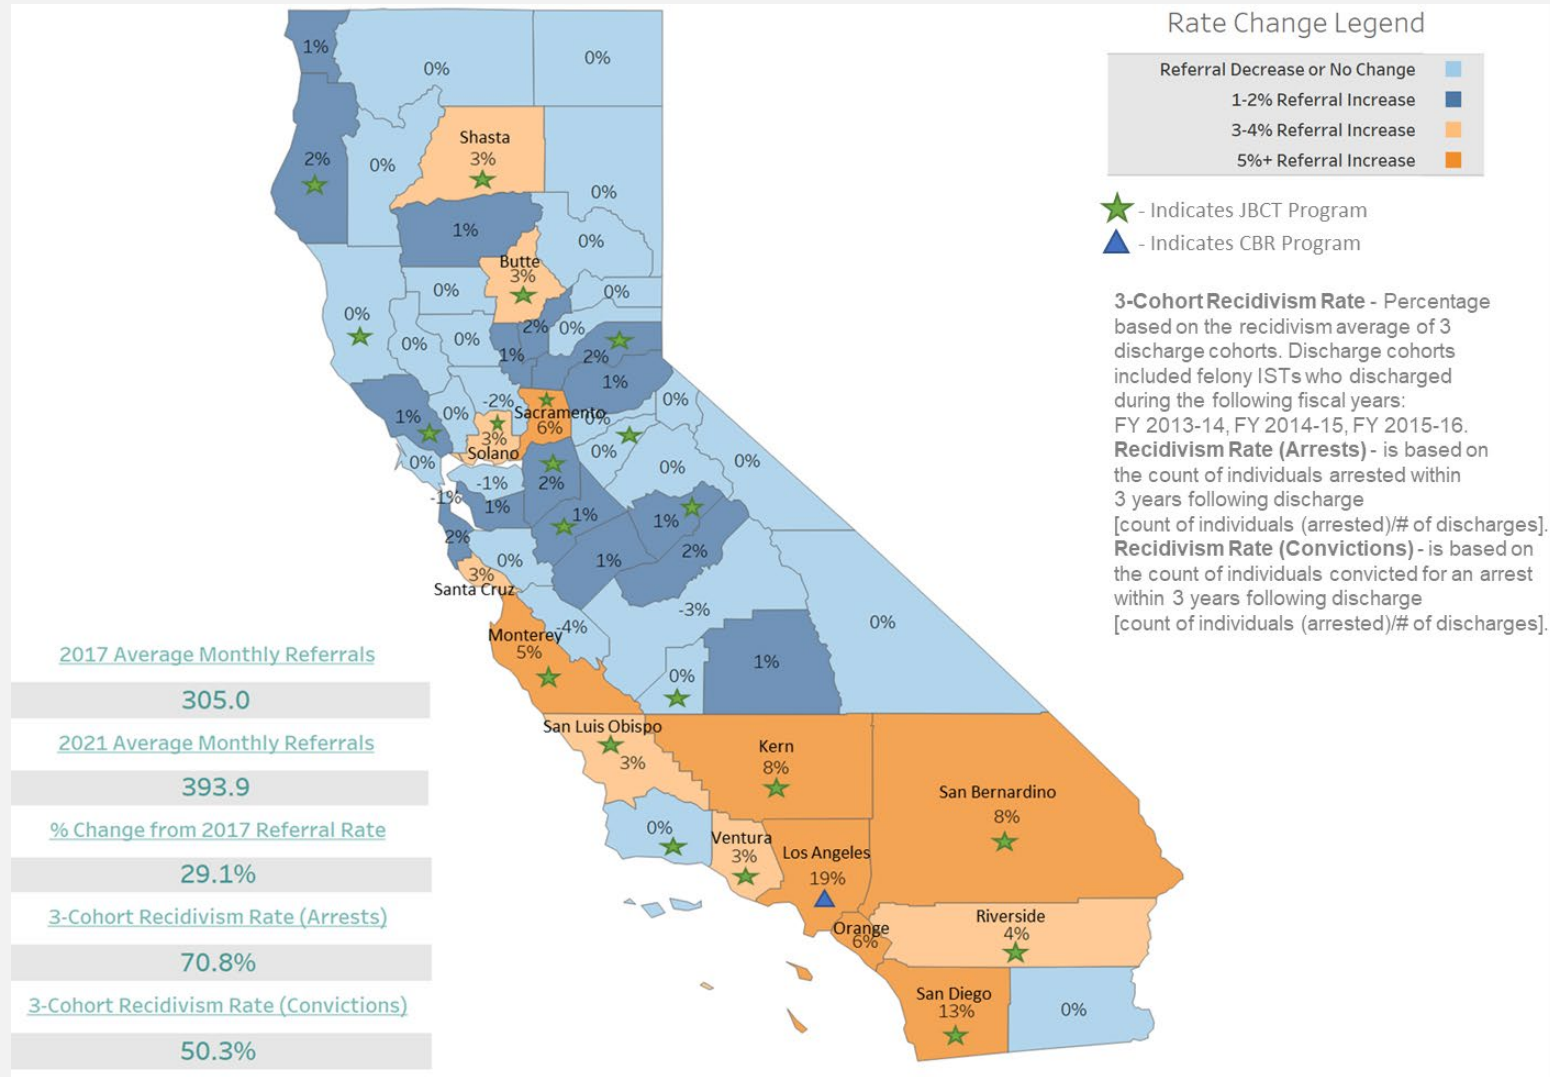 Rate Change Legend
Referral Decrease or No Change
1-2% Referral Increase
3-4% Referral Increase
5%+ Referral Increase
- Indicates JBCT Program
- Indicates CBR Program
3-Cohort Recidivism Rate - Percentage
based on the recidivism average of 3
discharge cohorts. Discharge cohorts
included felony ISTs who discharged
during the following fiscal years:
FY 2013-14, FY 2014-15, FY 2015-16.
Recidivism Rate (Arrests) - is based on
the count of individuals arrested within
3 years following discharge
[count of individuals (arrested)/# of discharges].
Recidivism Rate (Convictions) - is based on
the count of individuals convicted for an arrest
within 3 years following discharge
[count of individuals (arrested)/# of discharges].
1%
0%
0%
2%
0%
Shasta
3%
0%
1%
0%
Butte
3%
0%
0%
0%
0%
0%
2%
0%
1%
2%
1%
-2%
0%
1%
0%
Sacramento
6%
0%
3%
Solano
0%
0%
0%
0%
-1%
2%
-1%
1%
1%
1%
2%
0%
1%
2%
3%
Santa Cruz
-3%
0%
-4%
Monterey
5%
0%
1%
San Luis Obispo
3%
Kern
8%
San Bernardino
8%
0%
Ventura
3%
Los Angeles
19%
Orange
6%
Riverside
4%
San Diego
13%
0%
2017 Average Monthly Referrals
305.0
2021 Average Monthly Referrals
393.9
% Change from 2017 Referral Rate
29.1%
3-Cohort Recidivism Rate (Arrests)
70.8%
3-Cohort Recidivism Rate (Convictions)
50.3%